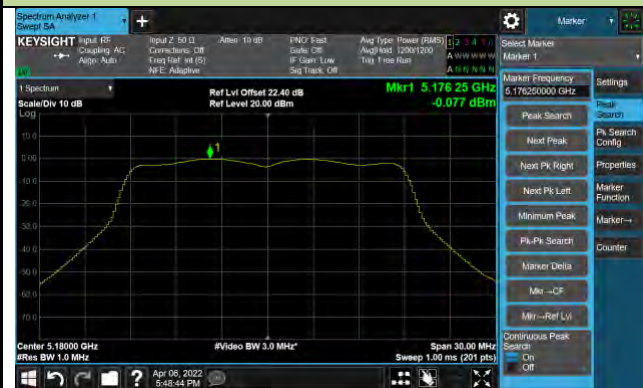 Spectrum Analyzer 1
Swept SA
+
Marker
KEYSIGHT
Input: RF
Coupling: AC
Align: Auto
Input Z: 50 Ω
Corrections: Off
Freq Ref: Int (S)
NFE: Adaptive
Atten: 10 dB
PNO: Fast
Gate: Off
IF Gain: Low
Sig Track: Off
Avg Type: Power (RMS)
Avg|Hold: 1200/1200
Trig: Free Run
1 2 3 4 5 6
A W W W W W
A N N N N N
Select Marker
Marker 1
1 Spectrum
Scale/Div 10 dB
Log
Ref Lvl Offset 22.40 dB
Ref Level 20.00 dBm
Mkr1 5.176 25 GHz
-0.077 dBm
10.0
0.00
-10.0
-20.0
-30.0
-40.0
-50.0
-60.0
-70.0
1
Center 5.18000 GHz
#Res BW 1.0 MHz
#Video BW 3.0 MHz*
Span 30.00 MHz
Sweep 1.00 ms (201 pts)
Marker Frequency
5.176250000 GHz
Peak Search
Next Peak
Next Pk Right
Next Pk Left
Minimum Peak
Pk-Pk Search
Marker Delta
Mkr→CF
Mkr→Ref Lvl
Continuous Peak
Search
On
Off
Settings
Peak
Search
Pk Search
Config
Properties
Marker
Function
Marker→
Counter
?
Apr 06, 2022
5:48:44 PM